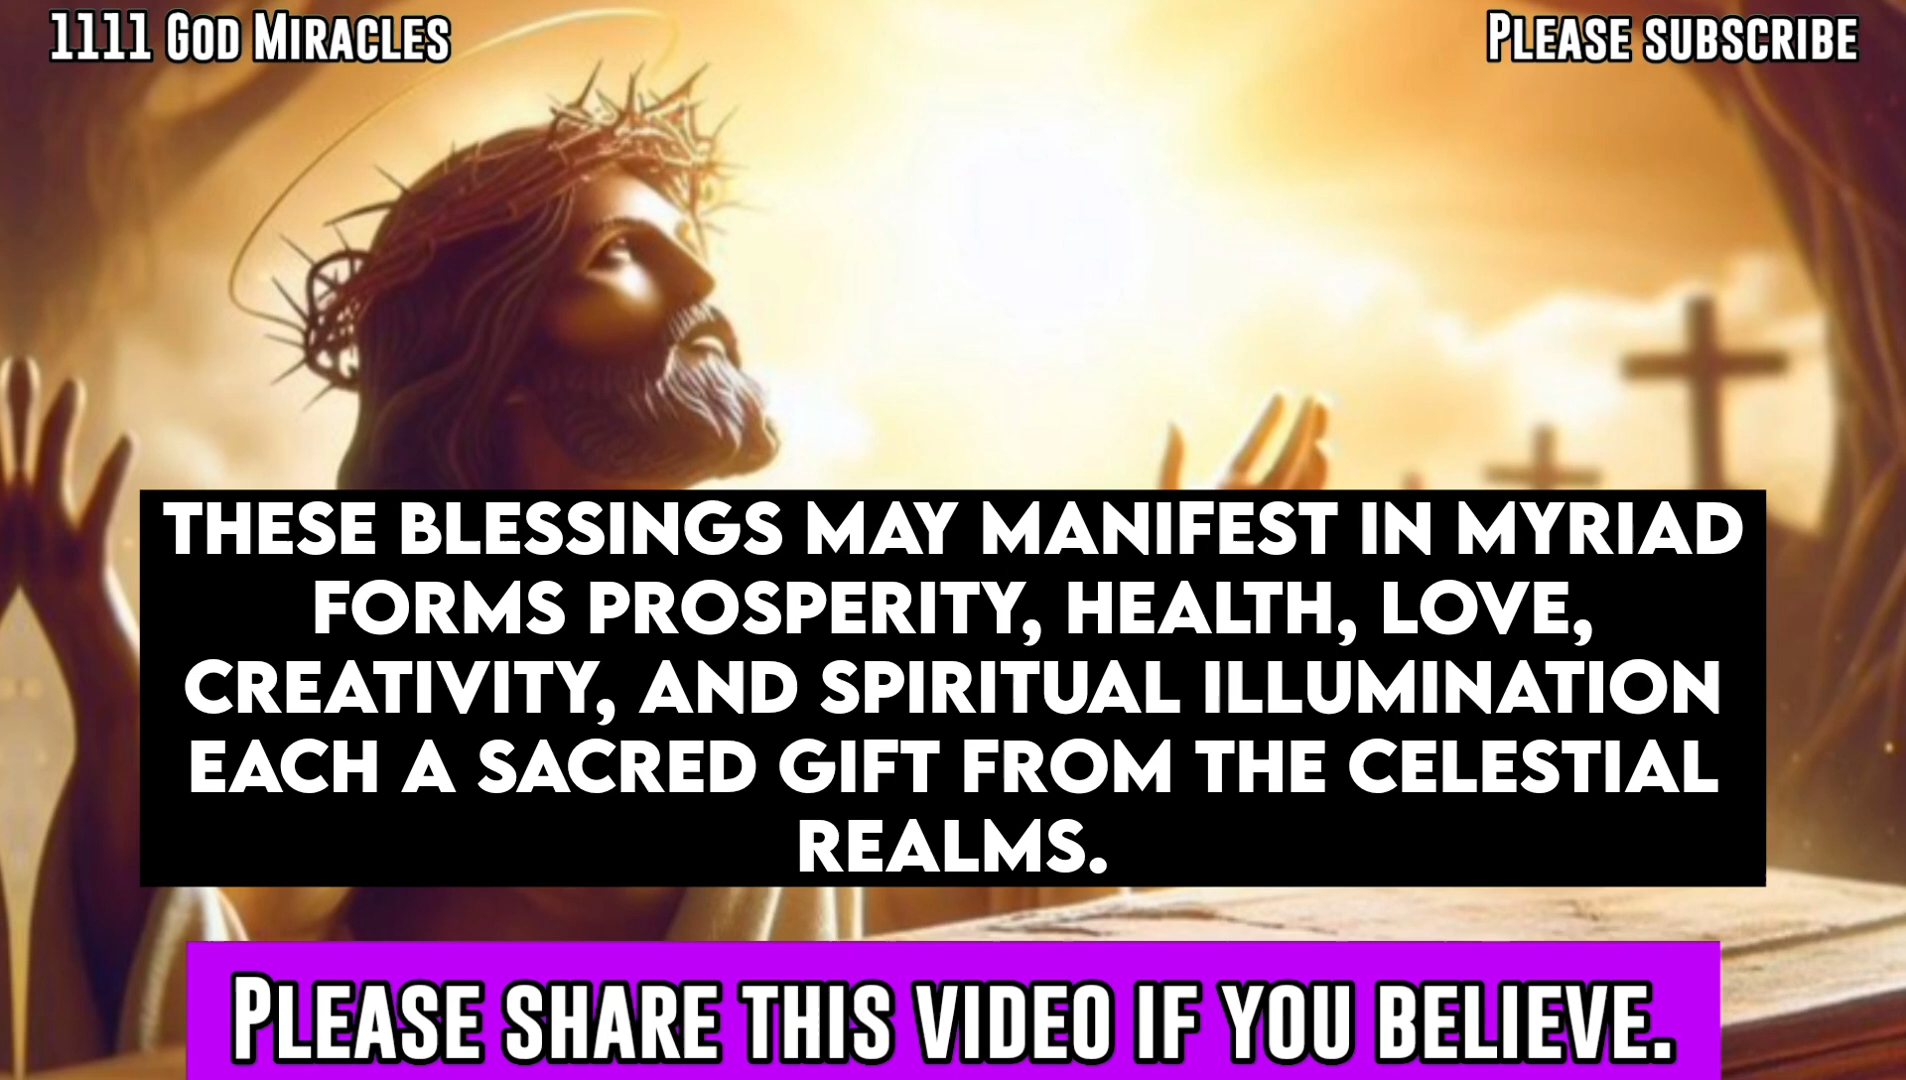 1111 God Miracles
Please subscribe
THESE BLESSINGS MAY MANIFEST IN MYRIAD
FORMS PROSPERITY, HEALTH, LOVE,
CREATIVITY, AND SPIRITUAL ILLUMINATION
EACH A SACRED GIFT FROM THE CELESTIAL
REALMS.
Please share this video if you believe.